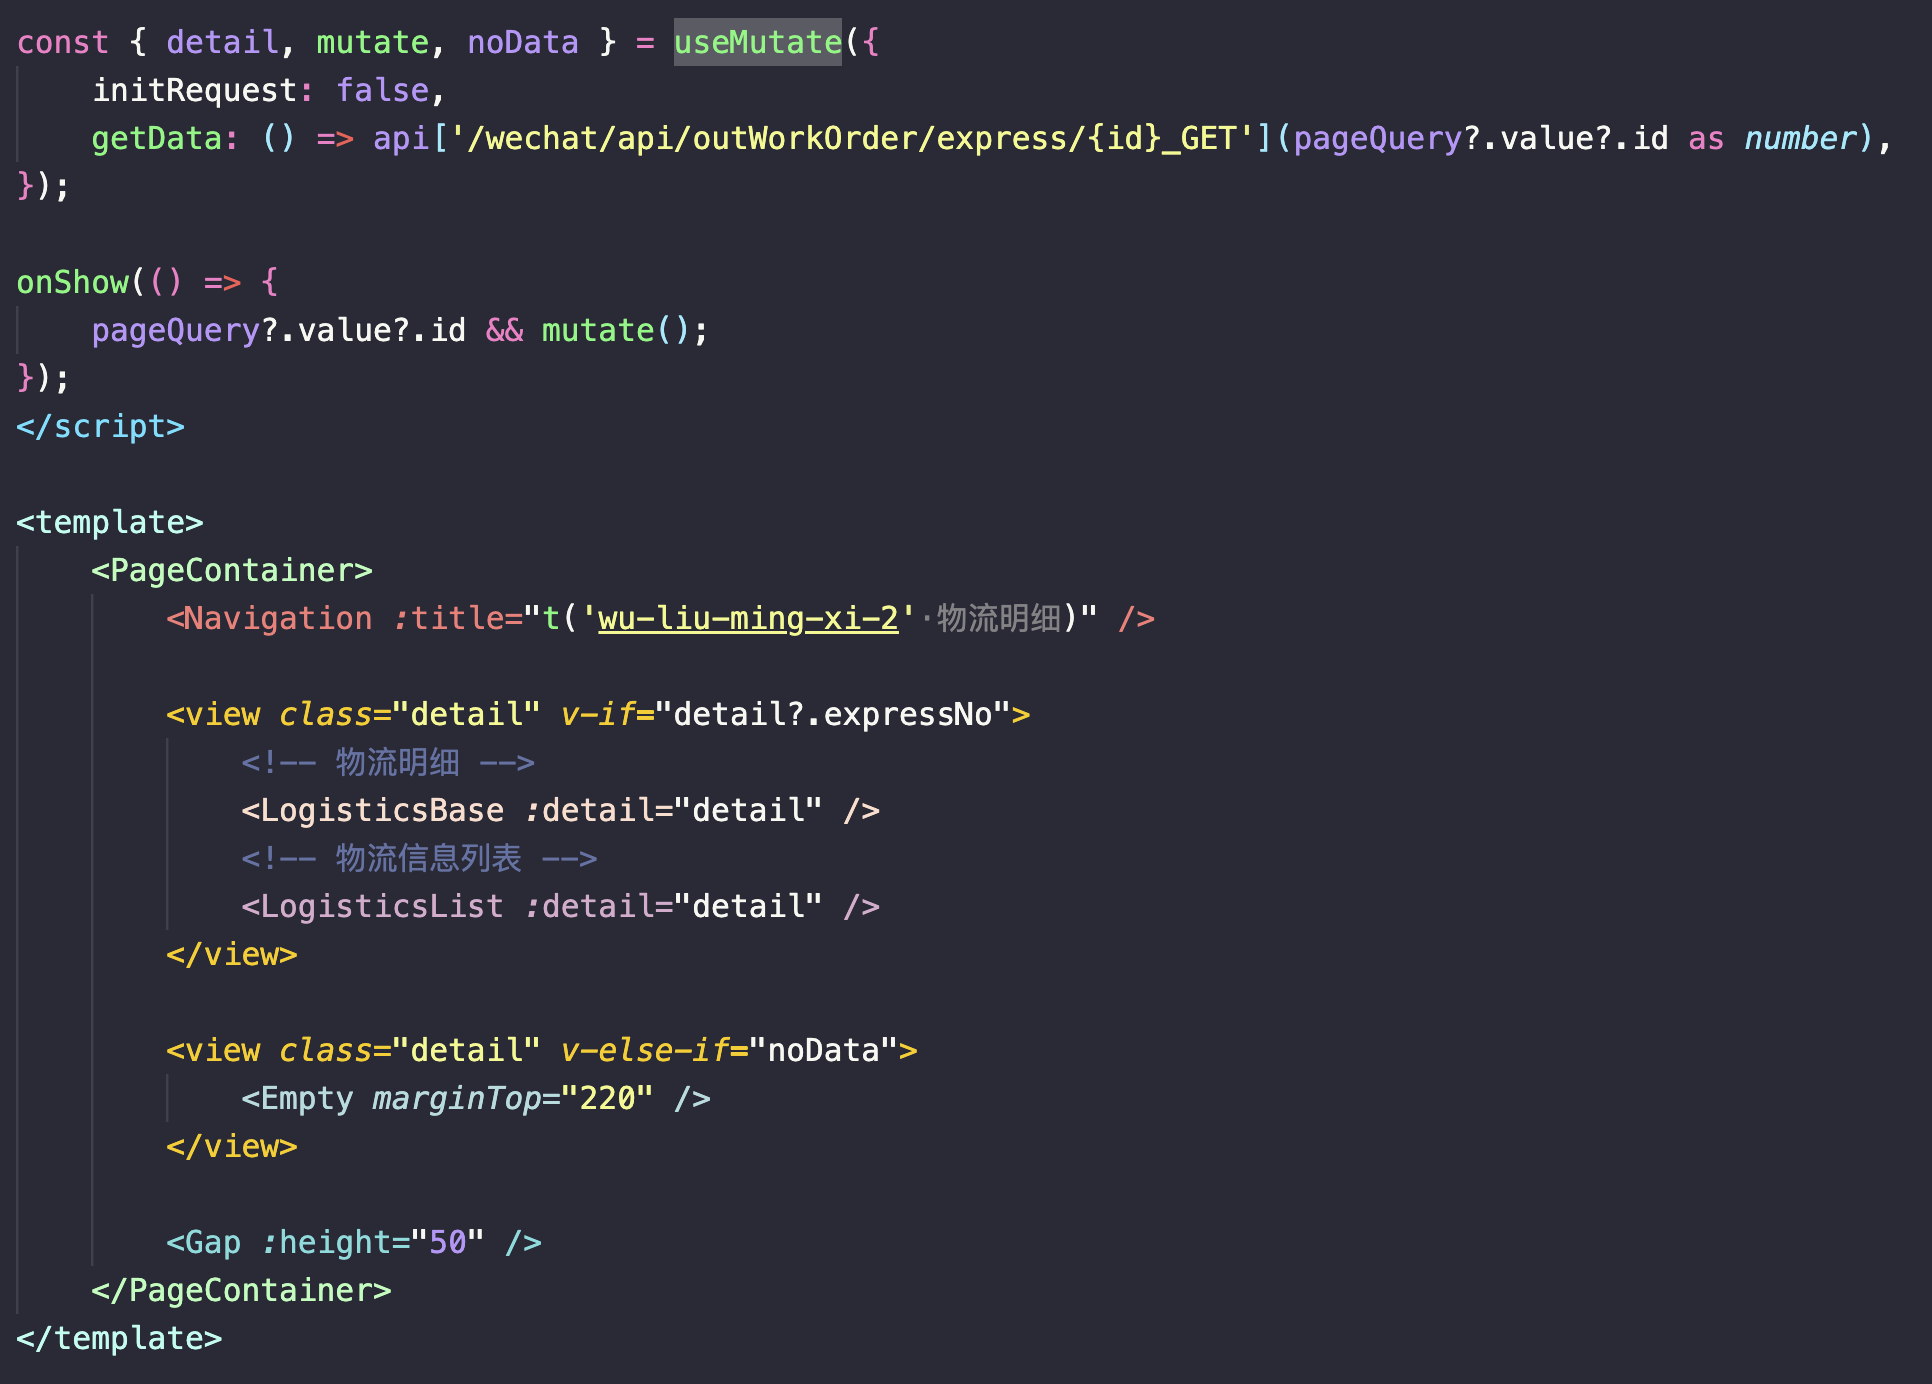 const { detail, mutate, noData } = useMutate({
    initRequest: false,
    getData: () => api['/wechat/api/outWorkOrder/express/{id}_GET'](pageQuery?.value?.id as number),
});

onShow(() => {
    pageQuery?.value?.id && mutate();
});
</script>

<template>
    <PageContainer>
        <Navigation :title="t('wu-liu-ming-xi-2'·物流明细)" />

        <view class="detail" v-if="detail?.expressNo">
            <!-- 物流明细 -->
            <LogisticsBase :detail="detail" />
            <!-- 物流信息列表 -->
            <LogisticsList :detail="detail" />
        </view>

        <view class="detail" v-else-if="noData">
            <Empty marginTop="220" />
        </view>

        <Gap :height="50" />
    </PageContainer>
</template>